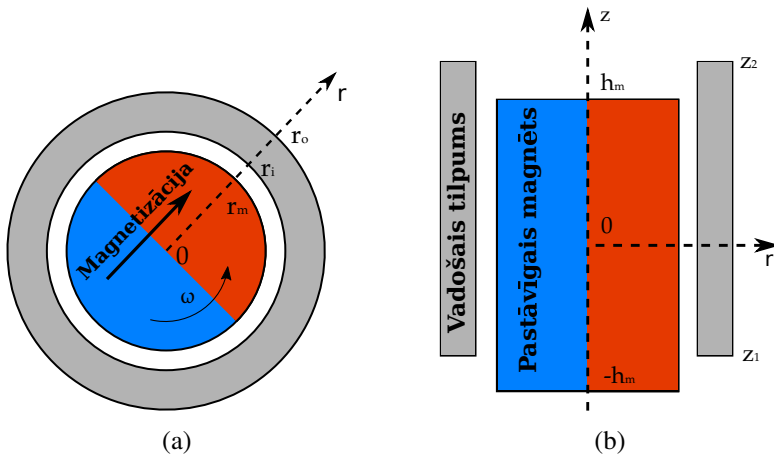 r
rₒ
rᵢ
rₘ
Magnetizācija
0
ω
(a)
z
z₂
hₘ
Vadošais tilpums
Pastāvīgais magnēts
0
r
z₁
-hₘ
(b)